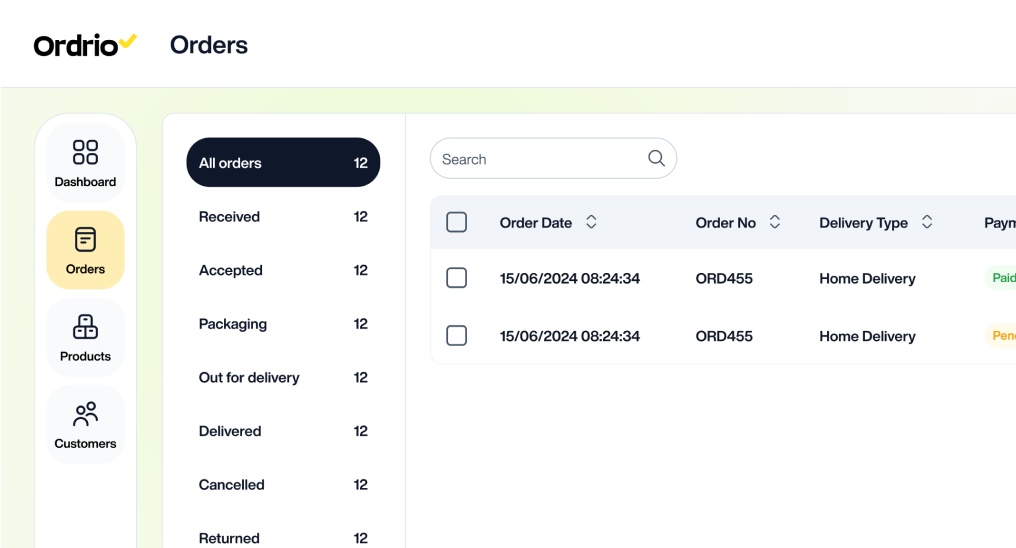 Ordrio
Orders
Dashboard
Orders
Products
Customers
All orders 12
Received 12
Accepted 12
Packaging 12
Out for delivery 12
Delivered 12
Cancelled 12
Returned 12
Search
Order Date Order No Delivery Type Paym
15/06/2024 08:24:34 ORD455 Home Delivery Paid
15/06/2024 08:24:34 ORD455 Home Delivery Pen